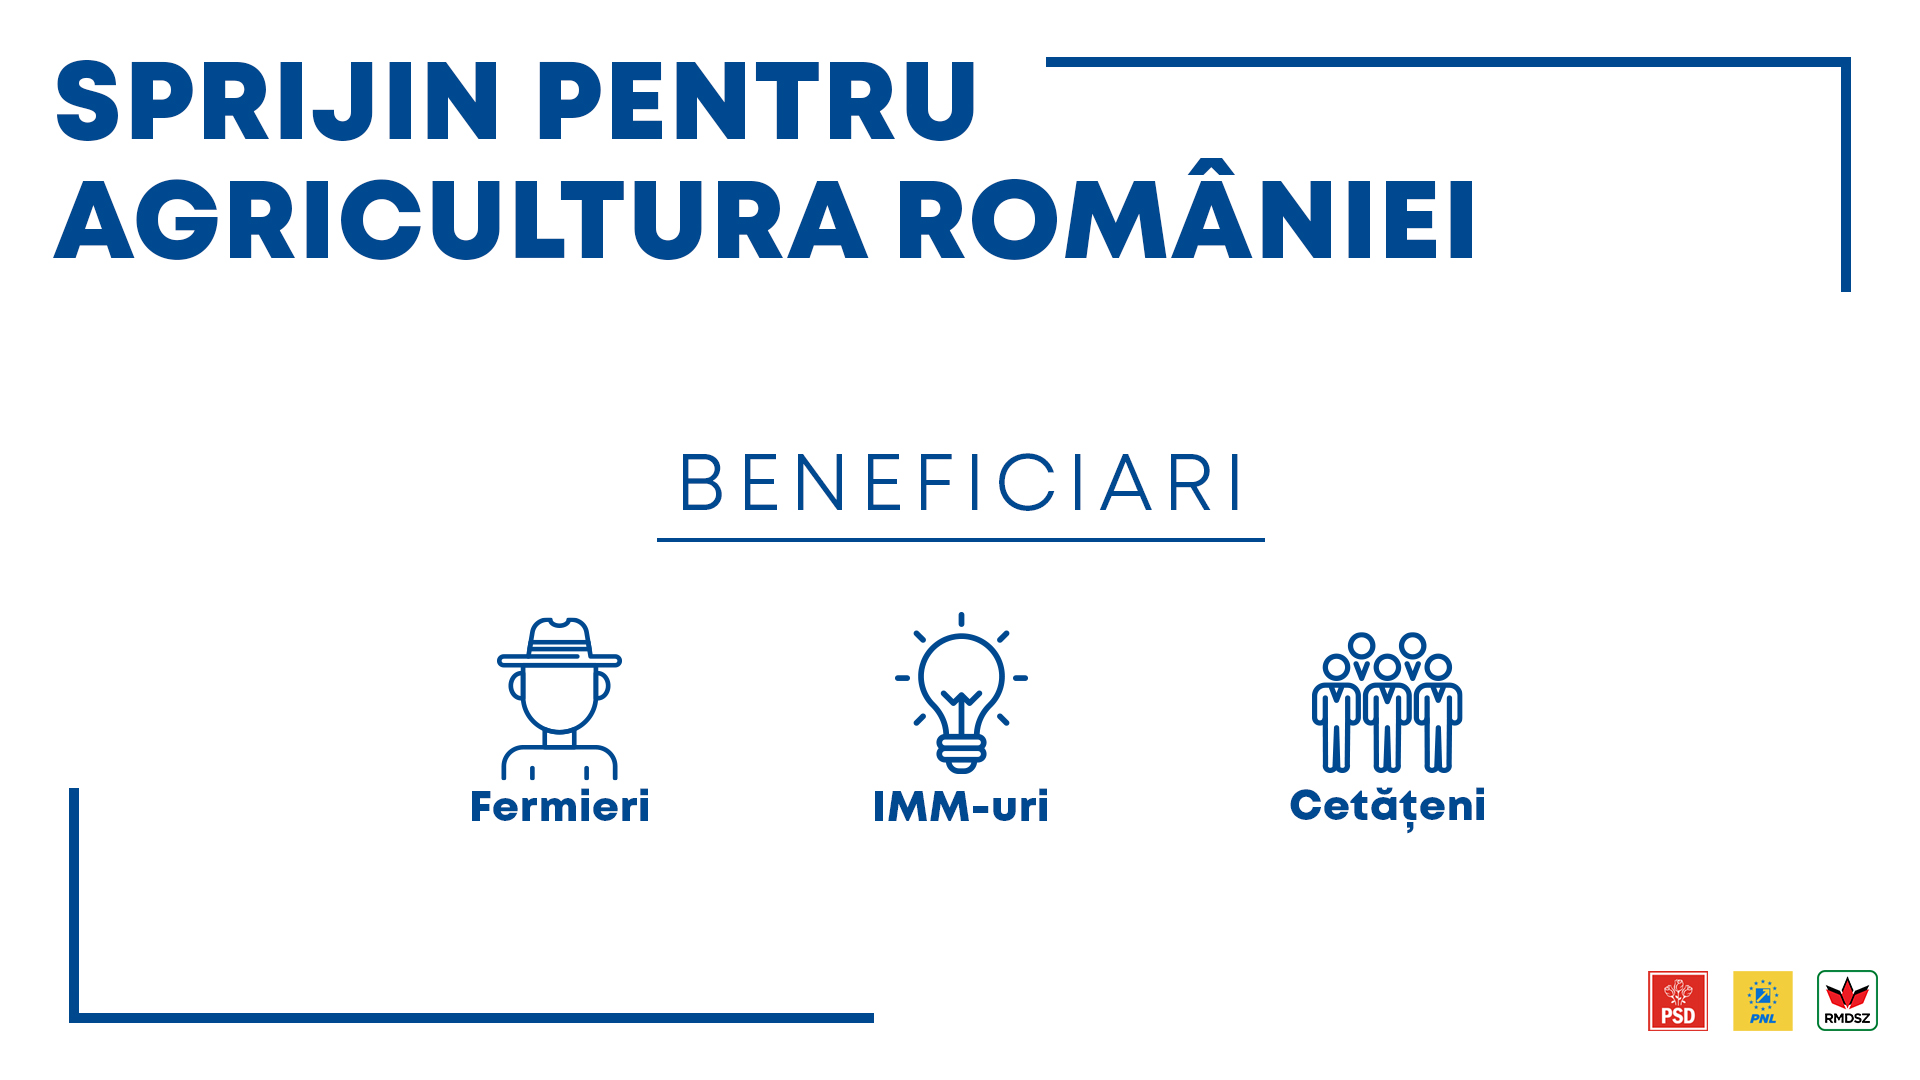 SPRIJIN PENTRU
AGRICULTURA ROMÂNIEI
BENEFICIARI
Fermieri
IMM-uri
Cetățeni
PSD
PNL
RMDSZ